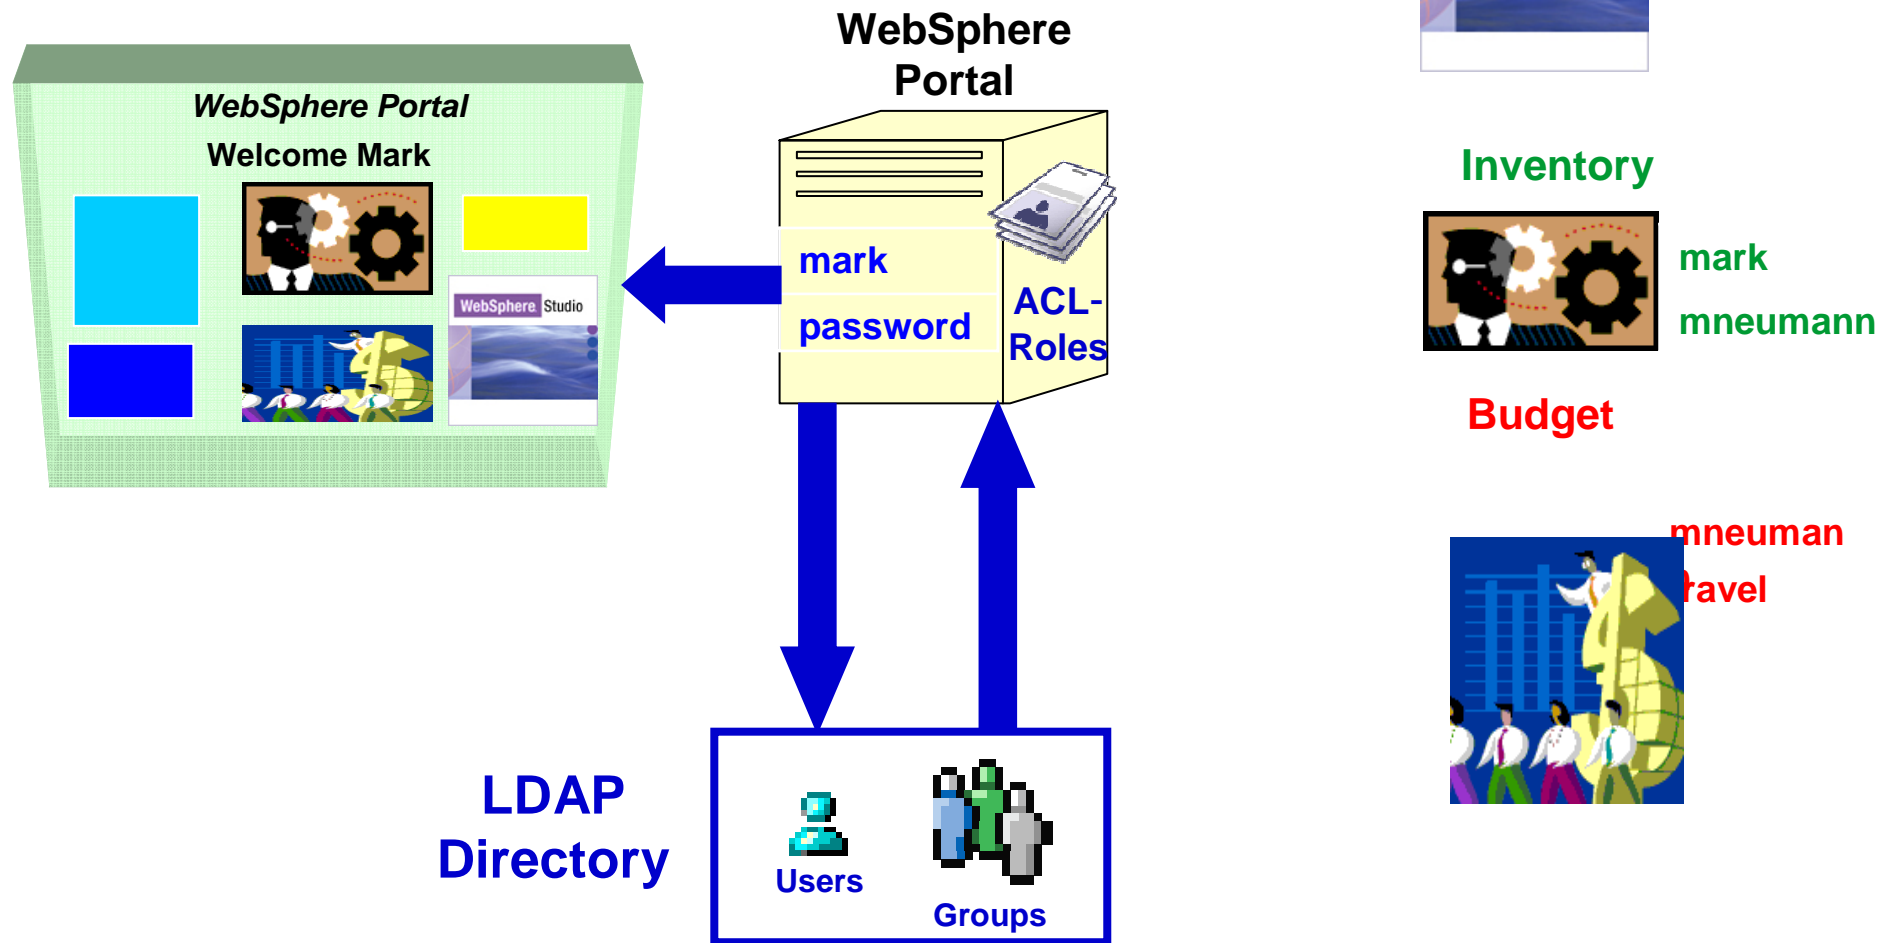 WebSphere
Portal
WebSphere Portal
Welcome Mark
WebSphere Studio
mark
password
ACL-
Roles
LDAP
Directory
Users
Groups
Inventory
mark
mneumann
Budget
mneuman
ravel